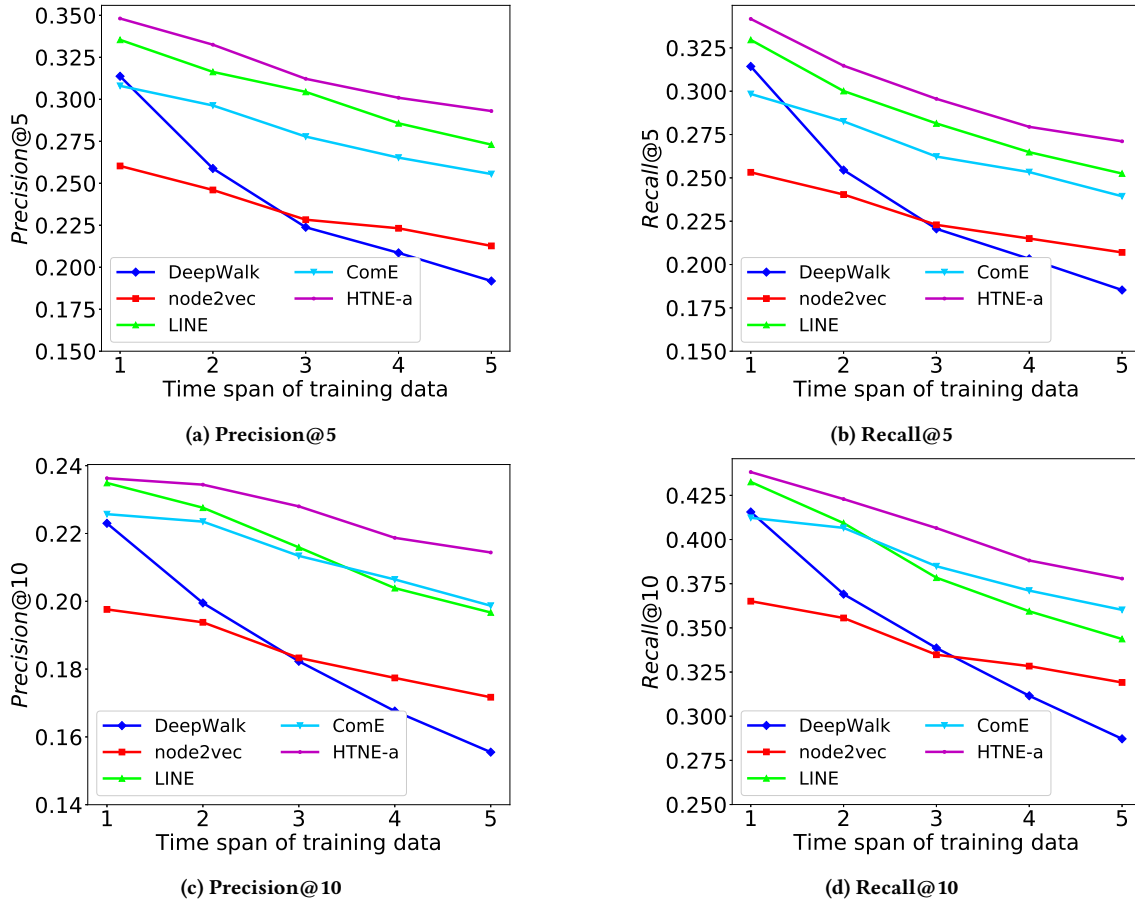 0.350
0.325
0.300
0.275
0.250
0.225
0.200
0.175
0.150
Precision@5
DeepWalk
node2vec
LINE
ComE
HTNE-a
1 2 3 4 5
Time span of training data
(a) Precision@5
0.325
0.300
0.275
0.250
0.225
0.200
0.175
0.150
Recall@5
DeepWalk
node2vec
LINE
ComE
HTNE-a
1 2 3 4 5
Time span of training data
(b) Recall@5
0.24
0.22
0.20
0.18
0.16
0.14
Precision@10
DeepWalk
node2vec
LINE
ComE
HTNE-a
1 2 3 4 5
Time span of training data
(c) Precision@10
0.425
0.400
0.375
0.350
0.325
0.300
0.275
0.250
Recall@10
DeepWalk
node2vec
LINE
ComE
HTNE-a
1 2 3 4 5
Time span of training data
(d) Recall@10